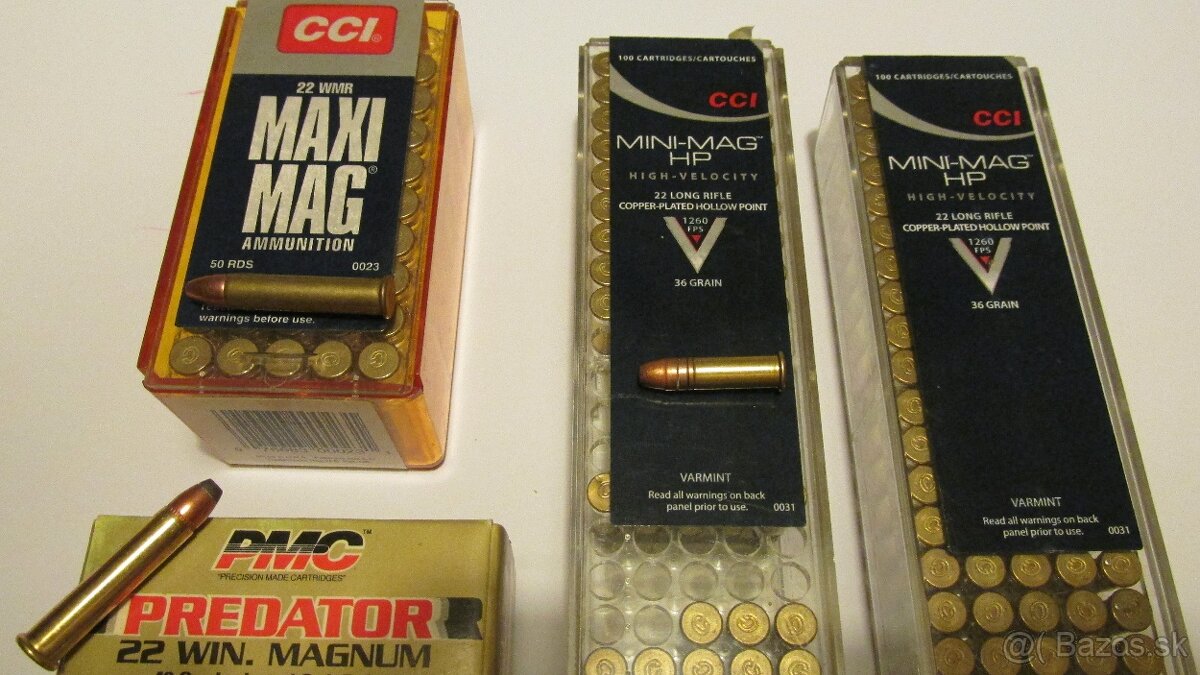 CCI
22 WMR
MAXI
MAG®
AMMUNITION
50 RDS 0023
warnings before use.
PMC™
"PRECISION MADE CARTRIDGES"
PREDATOR
22 WIN. MAGNUM
100 CARTRIDGES/CARTOUCHES
CCI
MINI-MAG™
HP
HIGH-VELOCITY
22 LONG RIFLE
COPPER-PLATED HOLLOW POINT
1260
FPS
36 GRAIN
VARMINT
Read all warnings on back
panel prior to use. 0031
100 CARTRIDGES/CARTOUCHES
CCI
MINI-MAG™
HP
HIGH-VELOCITY
22 LONG RIFLE
COPPER-PLATED HOLLOW POINT
1260
FPS
36 GRAIN
VARMINT
Read all warnings on back
panel prior to use. 0031
Bazos.sk